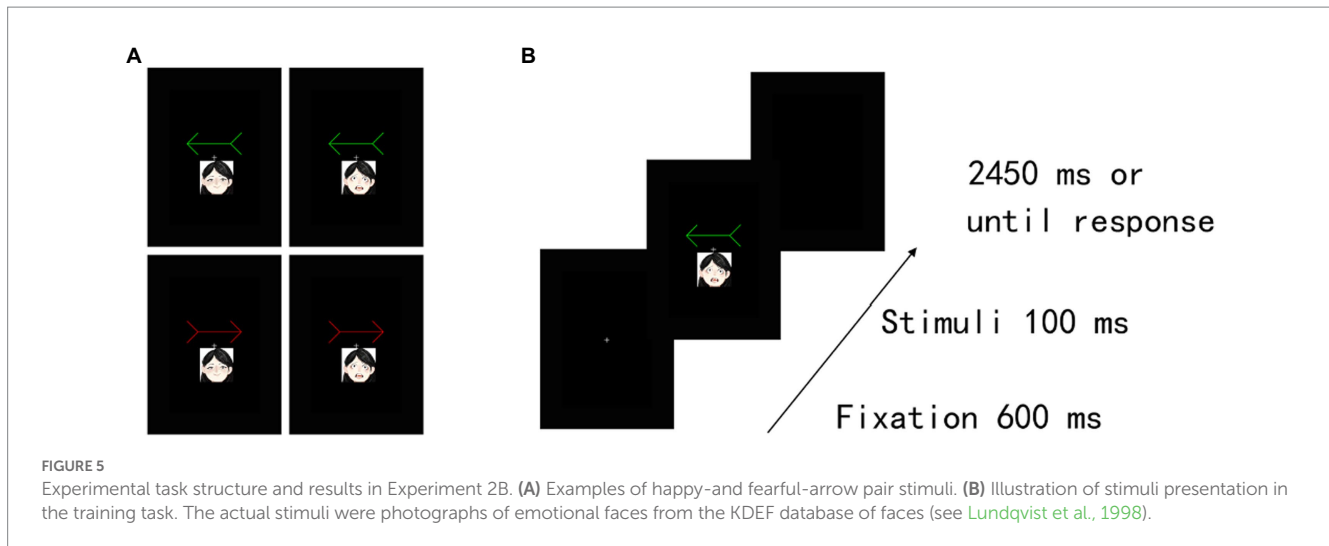 A
B
2450 ms or
until response
Stimuli 100 ms
Fixation 600 ms
FIGURE 5
Experimental task structure and results in Experiment 2B. (A) Examples of happy-and fearful-arrow pair stimuli. (B) Illustration of stimuli presentation in
the training task. The actual stimuli were photographs of emotional faces from the KDEF database of faces (see Lundqvist et al., 1998).